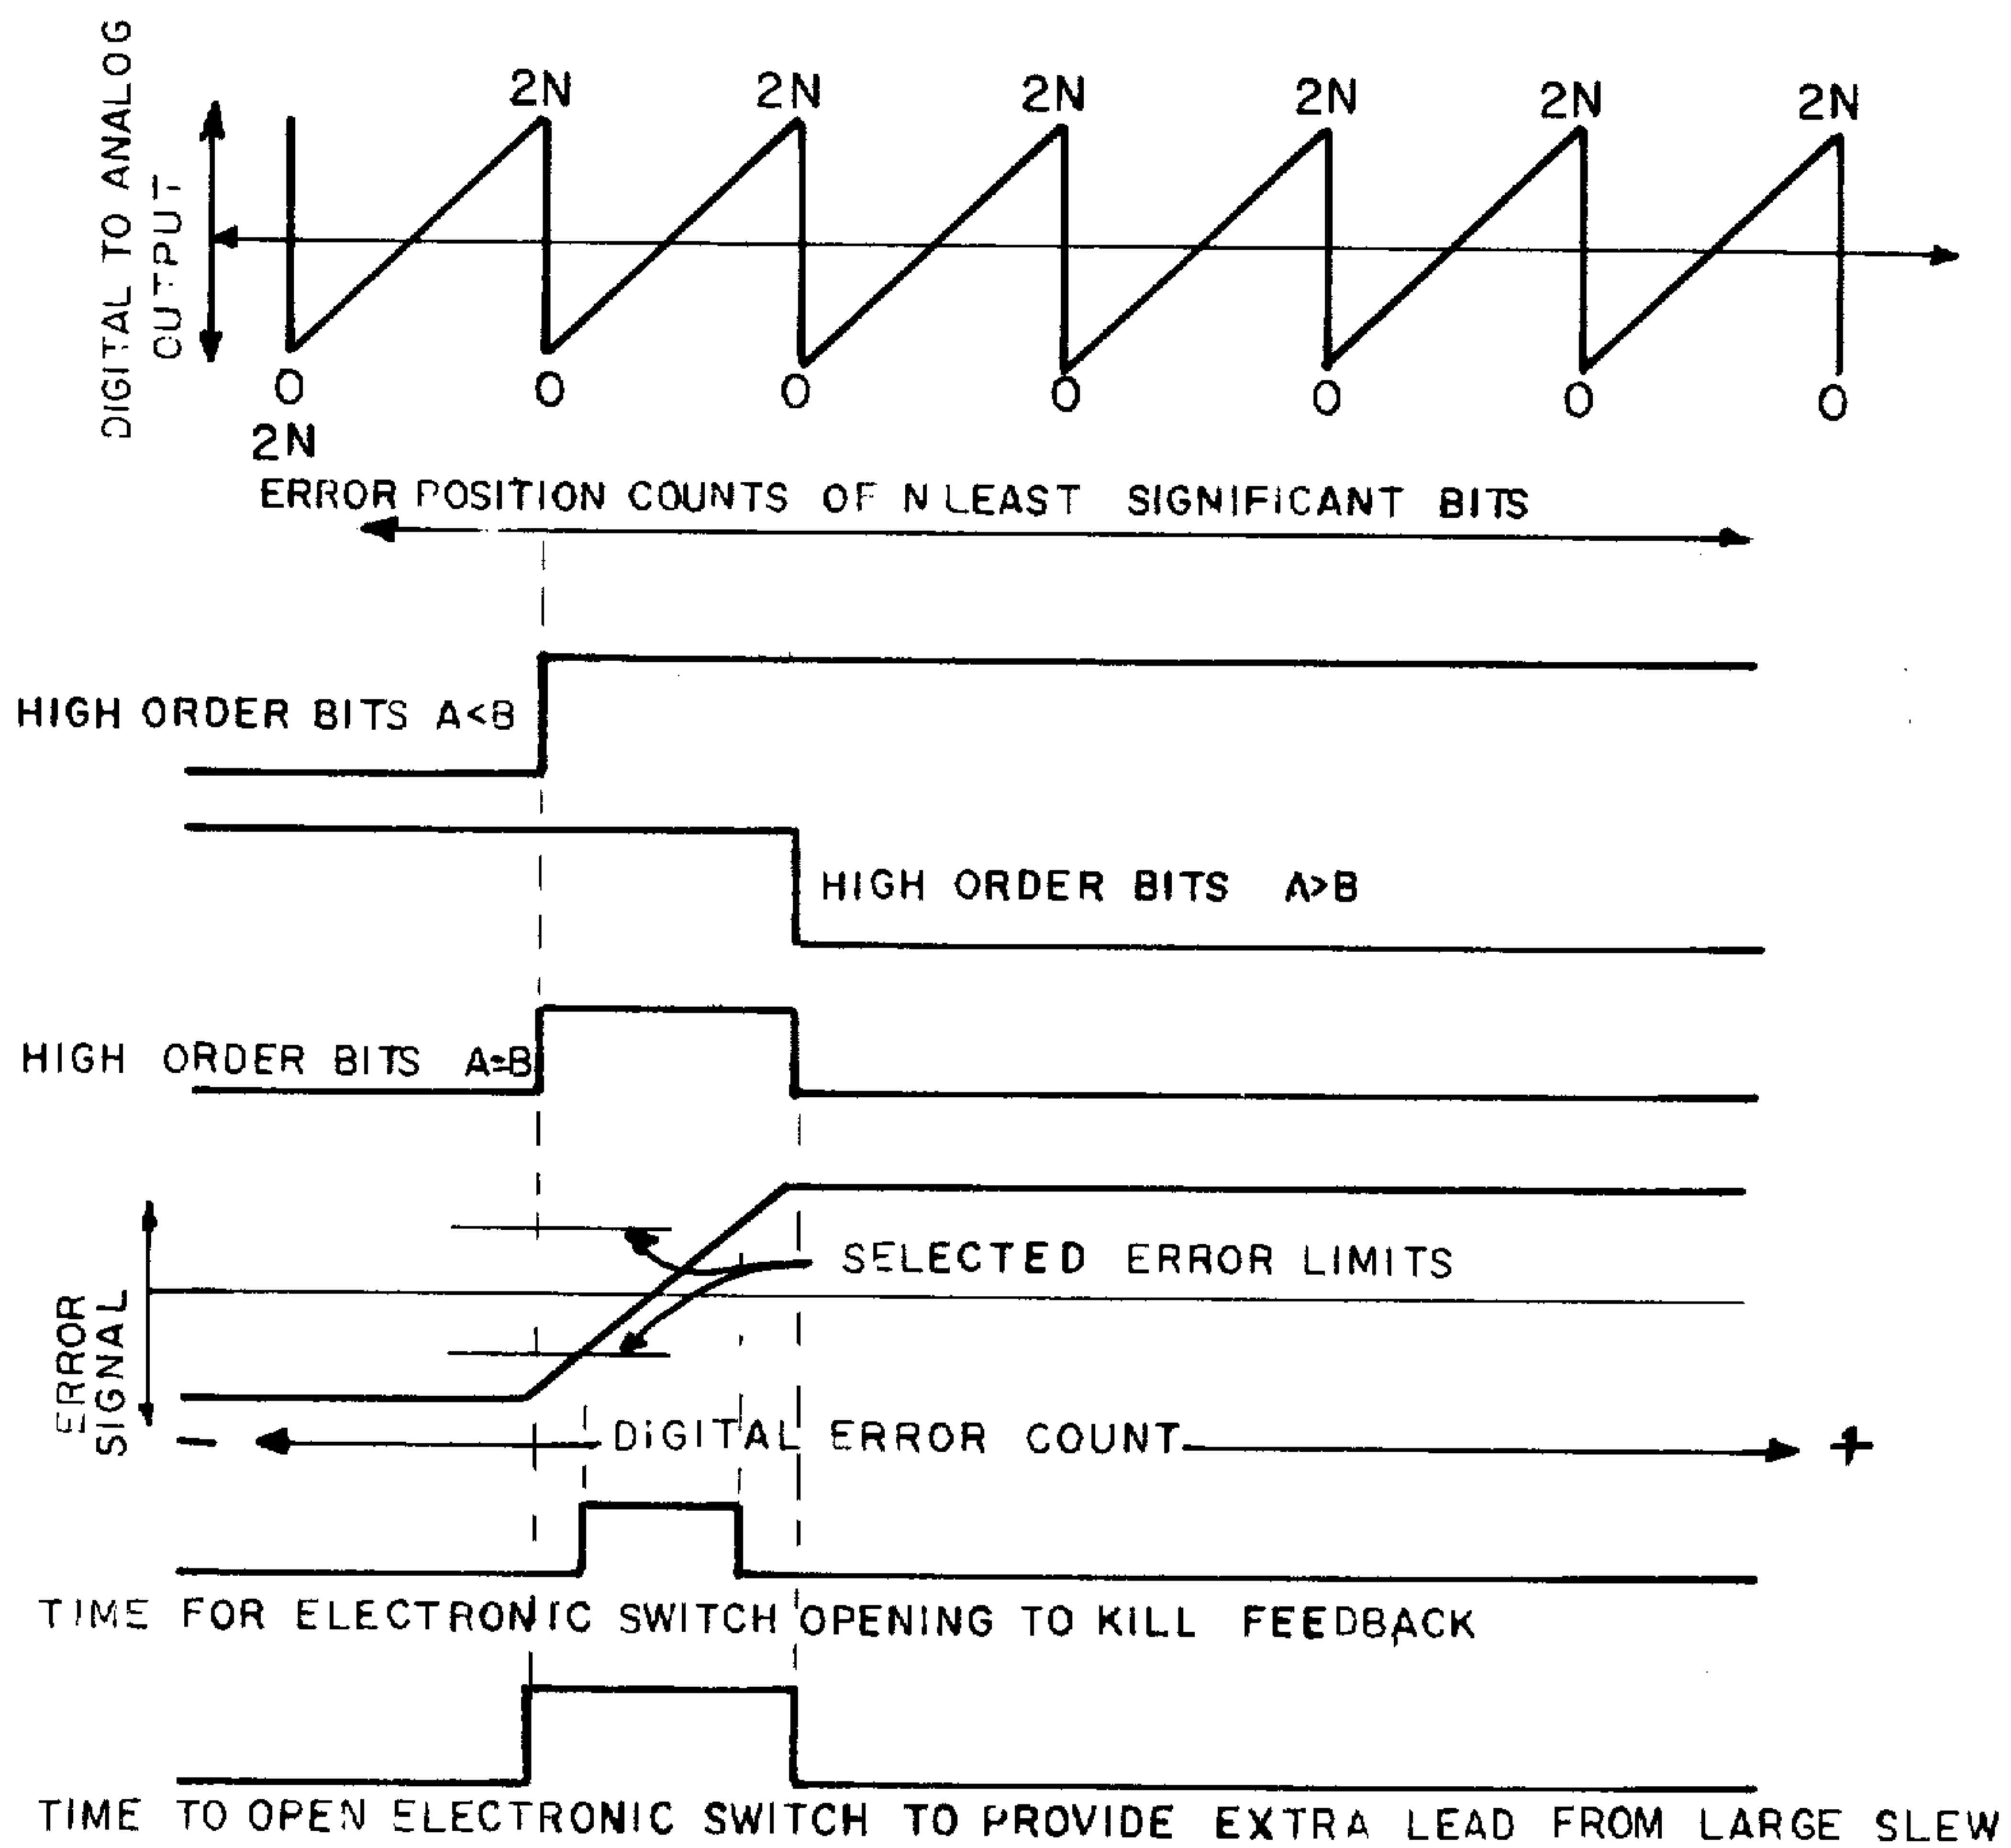 DIGITAL TO ANALOG
OUTPUT
2N 2N 2N 2N 2N 2N
0 0 0 0 0 0 0
2N
ERROR POSITION COUNTS OF N LEAST SIGNIFICANT BITS
HIGH ORDER BITS A<B
HIGH ORDER BITS A>B
HIGH ORDER BITS A=B
SELECTED ERROR LIMITS
ERROR
SIGNAL
− DIGITAL ERROR COUNT +
TIME FOR ELECTRONIC SWITCH OPENING TO KILL FEEDBACK
TIME TO OPEN ELECTRONIC SWITCH TO PROVIDE EXTRA LEAD FROM LARGE SLEW